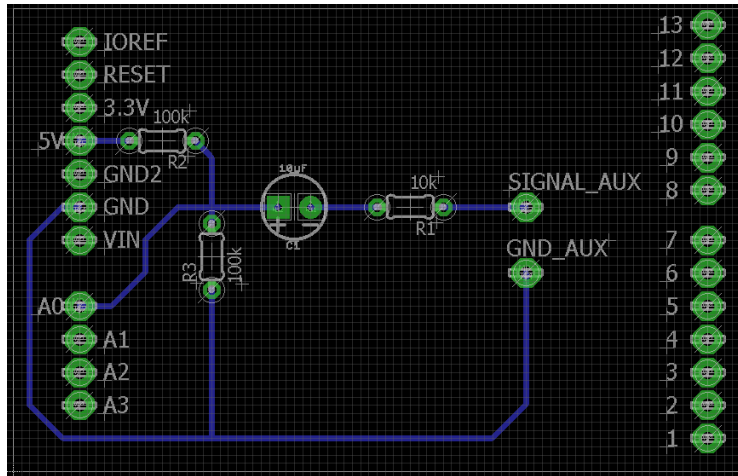 IOREF
RESET
3.3V
5V
GND2
GND
VIN
A0
A1
A2
A3
100k
R2
R3
100k
10µF
+
-
C1
10k
R1
SIGNAL_AUX
GND_AUX
13
12
11
10
9
8
7
6
5
4
3
2
1